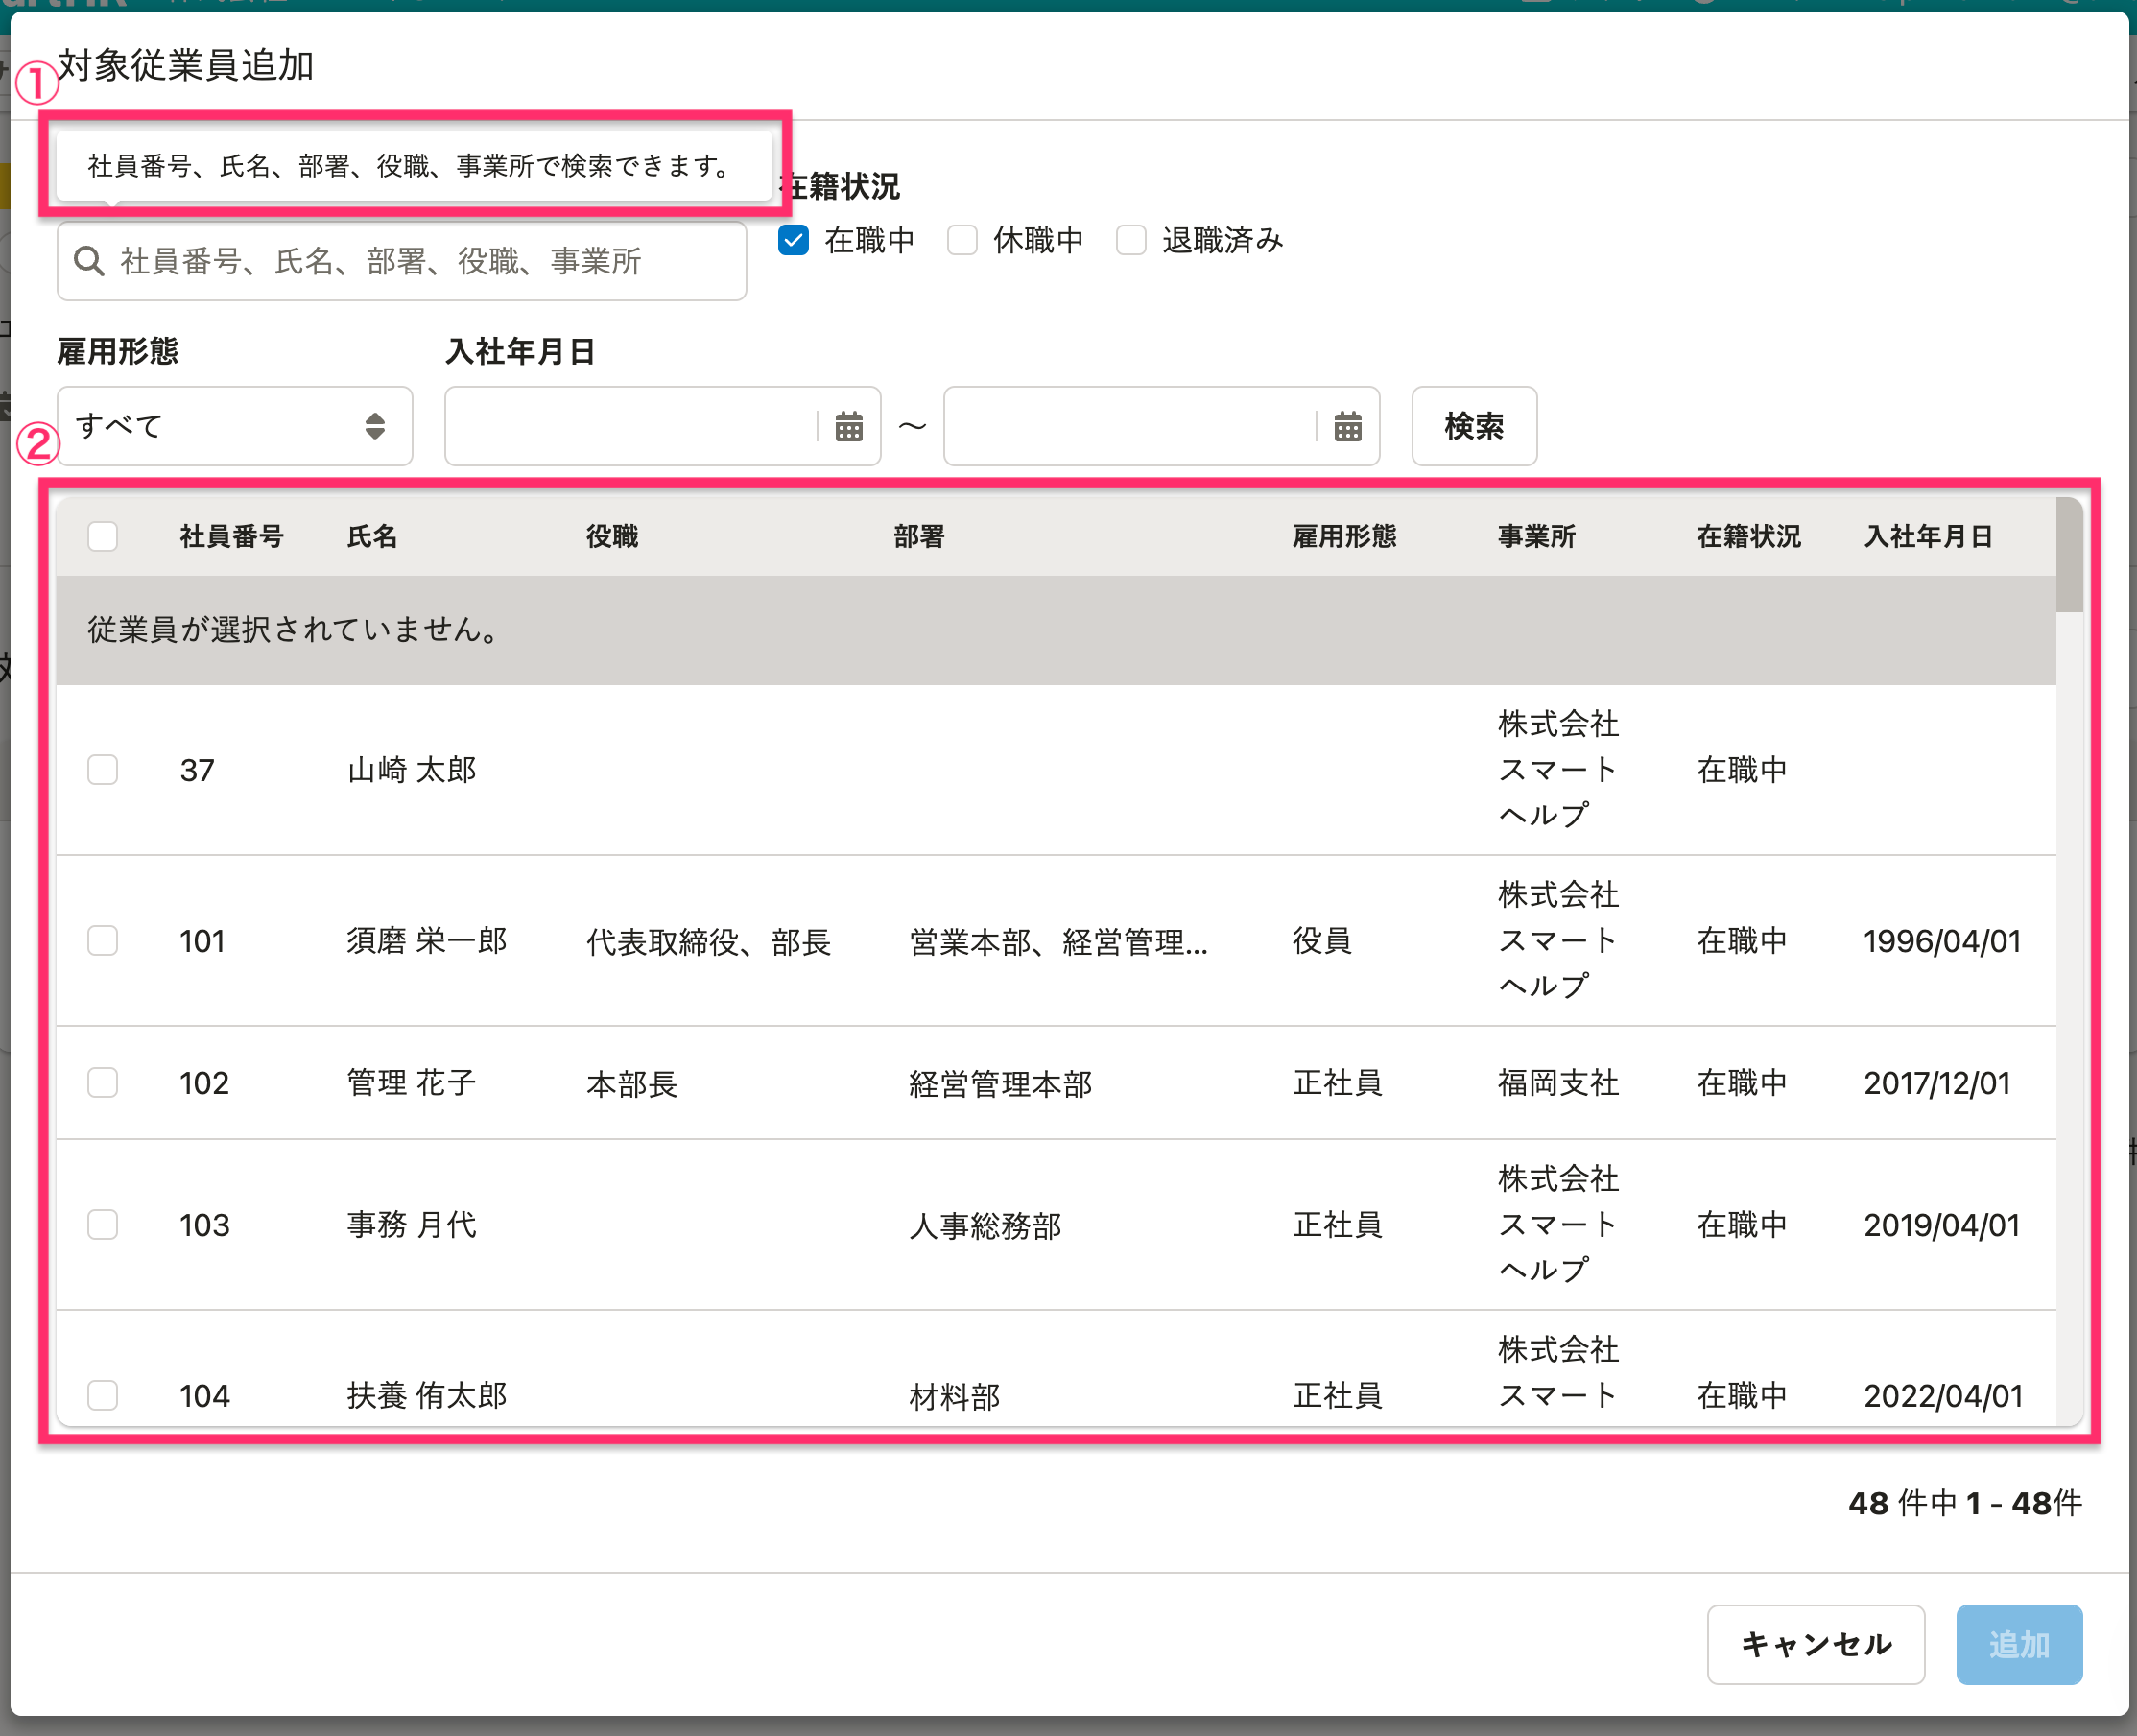 対象従業員追加
①
社員番号、氏名、部署、役職、事業所で検索できます。
在籍状況
在職中 休職中 退職済み
社員番号、氏名、部署、役職、事業所
雇用形態 入社年月日
すべて ～ 検索
②
社員番号 氏名 役職 部署 雇用形態 事業所 在籍状況 入社年月日
従業員が選択されていません。
37 山崎 太郎 株式会社スマートヘルプ 在職中
101 須磨 栄一郎 代表取締役、部長 営業本部、経営管理... 役員 株式会社スマートヘルプ 在職中 1996/04/01
102 管理 花子 本部長 経営管理本部 正社員 福岡支社 在職中 2017/12/01
103 事務 月代 人事総務部 正社員 株式会社スマートヘルプ 在職中 2019/04/01
104 扶養 侑太郎 材料部 正社員 株式会社スマート 在職中 2022/04/01
48 件中 1 - 48件
キャンセル 追加